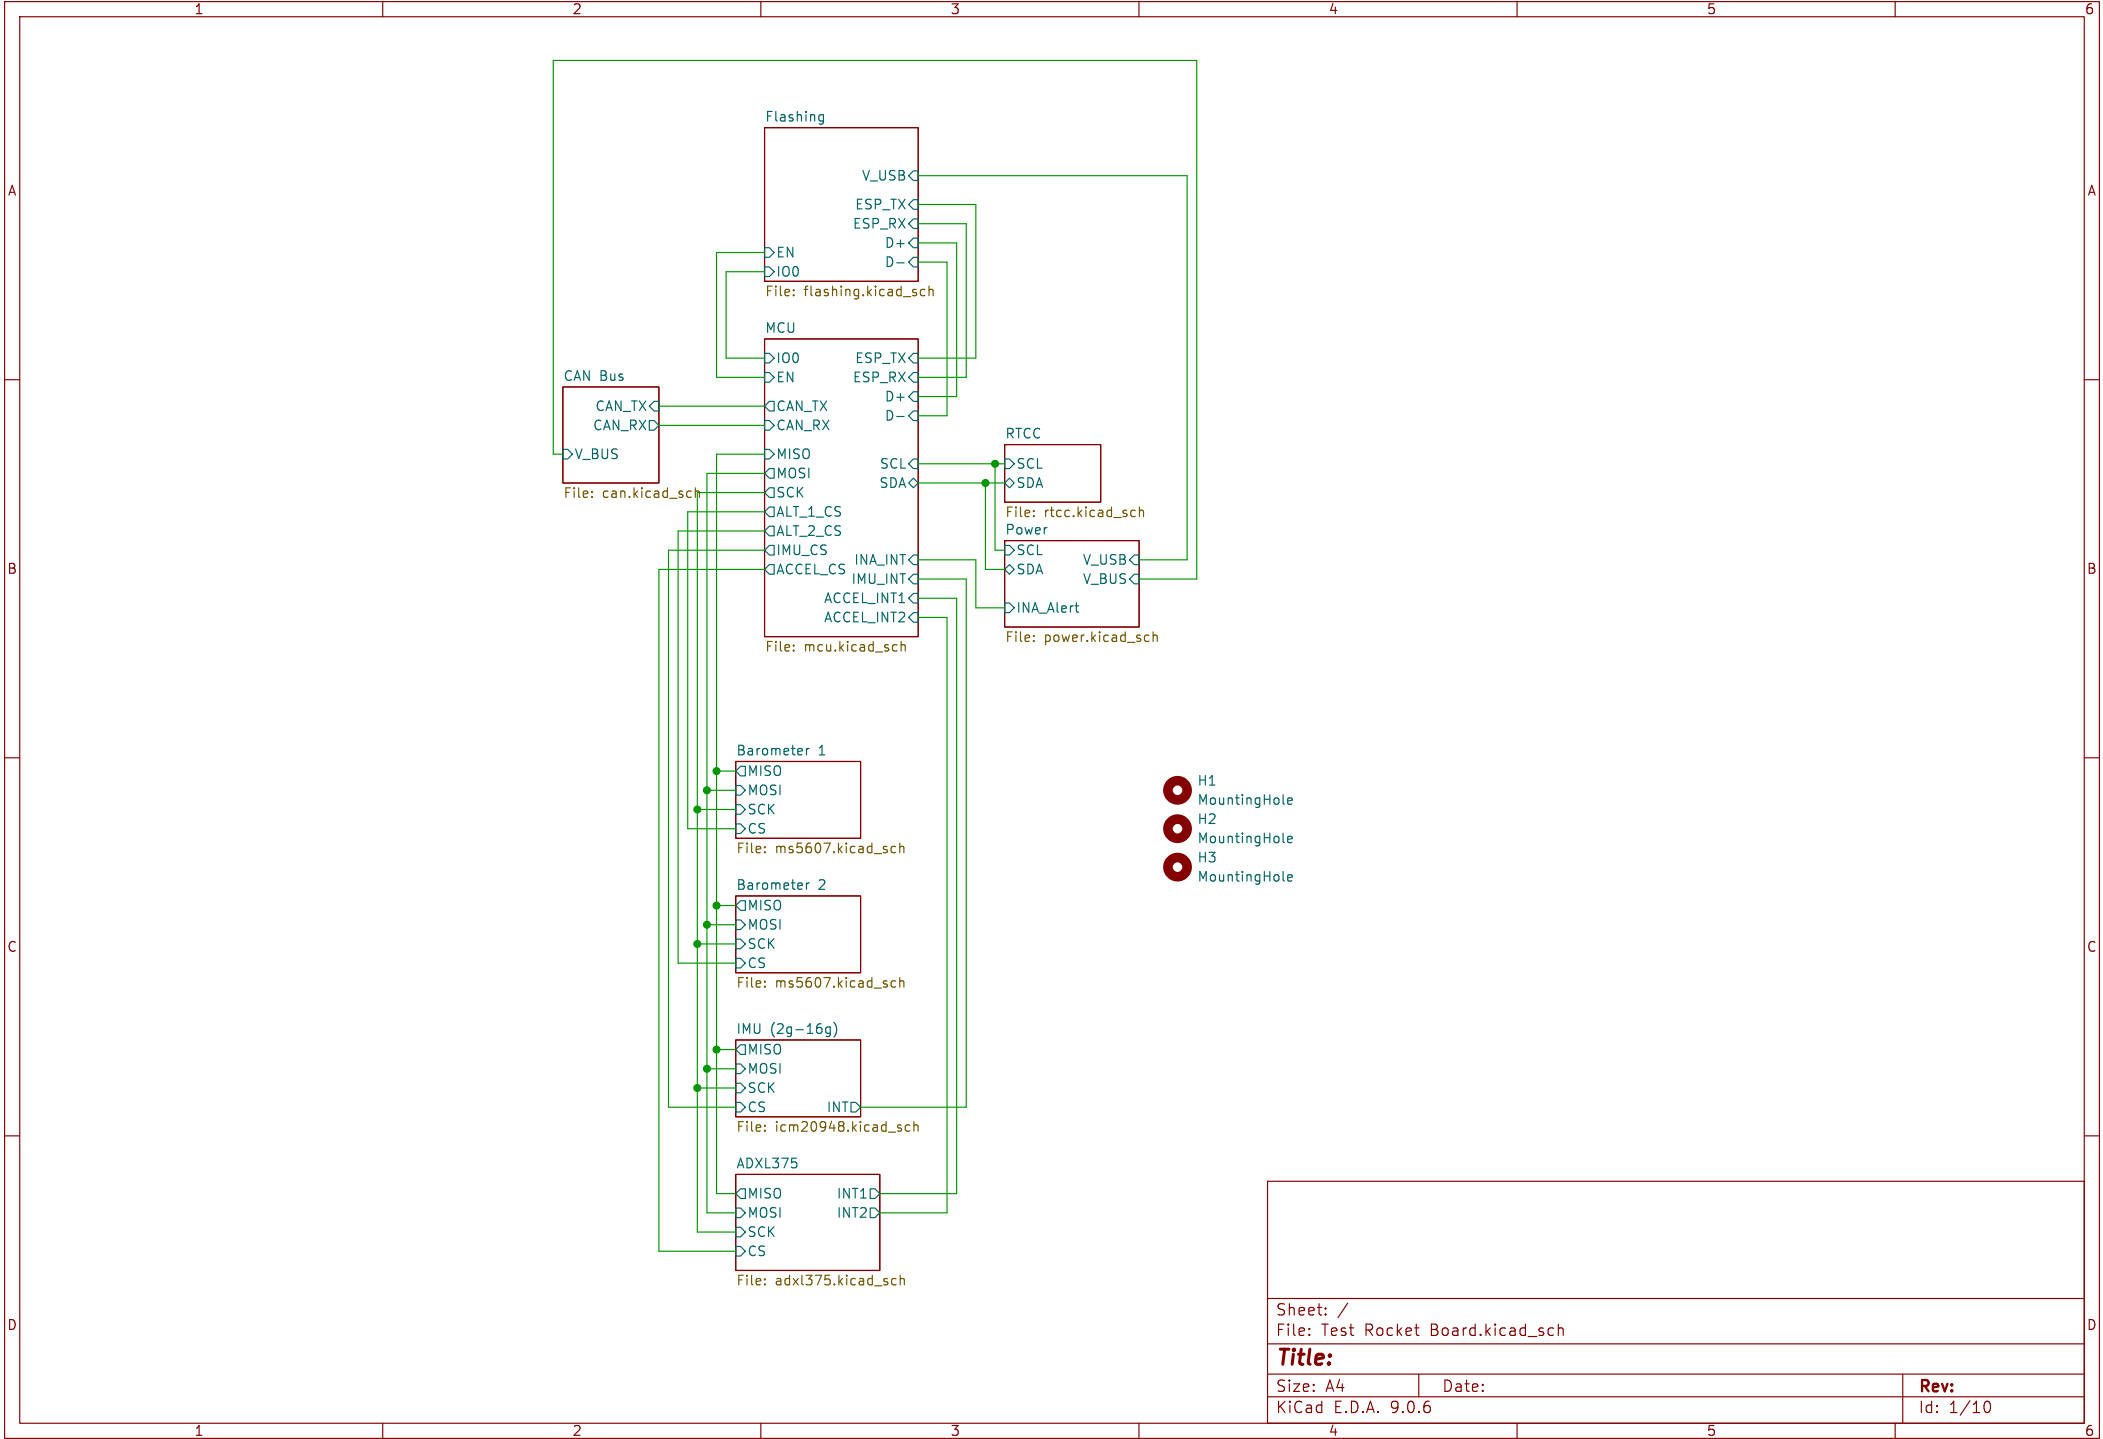 1 2 3 4 5 6
A A
B B
C C
D D
Flashing
V_USB
ESP_TX
ESP_RX
D+
D-
EN
IO0
File: flashing.kicad_sch
MCU
IO0
EN
CAN_TX
CAN_RX
MISO
MOSI
SCK
ALT_1_CS
ALT_2_CS
IMU_CS
ACCEL_CS
ESP_TX
ESP_RX
D+
D-
SCL
SDA
INA_INT
IMU_INT
ACCEL_INT1
ACCEL_INT2
File: mcu.kicad_sch
CAN Bus
CAN_TX
CAN_RX
V_BUS
File: can.kicad_sch
RTCC
SCL
SDA
File: rtcc.kicad_sch
Power
SCL
SDA
INA_Alert
V_USB
V_BUS
File: power.kicad_sch
Barometer 1
MISO
MOSI
SCK
CS
File: ms5607.kicad_sch
H1
MountingHole
H2
MountingHole
H3
MountingHole
Barometer 2
MISO
MOSI
SCK
CS
File: ms5607.kicad_sch
IMU (2g-16g)
MISO
MOSI
SCK
CS INT
File: icm20948.kicad_sch
ADXL375
MISO INT1
MOSI INT2
SCK
CS
File: adxl375.kicad_sch
Sheet: /
File: Test Rocket Board.kicad_sch
Title:
Size: A4 Date: Rev:
KiCad E.D.A. 9.0.6 Id: 1/10
1 2 3 4 5 6